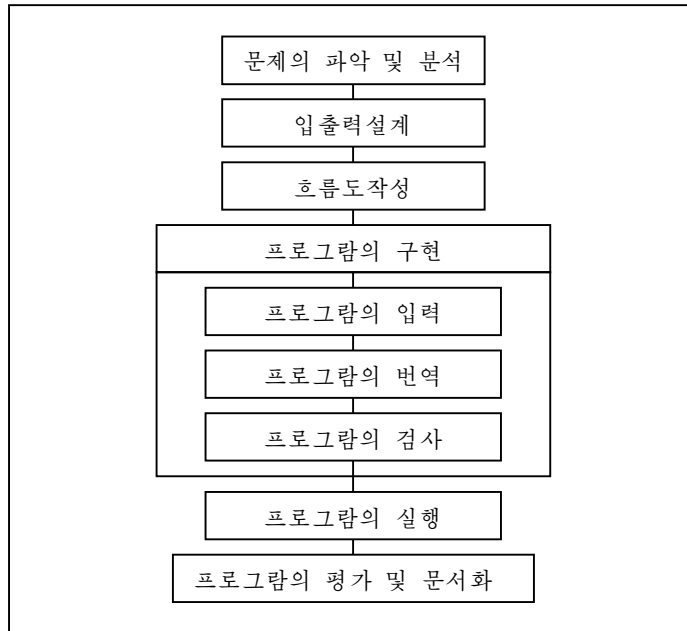 문제의 파악 및 분석
입출력설계
흐름도작성
프로그람의 구현
프로그람의 입력
프로그람의 번역
프로그람의 검사
프로그람의 실행
프로그람의 평가 및 문서화